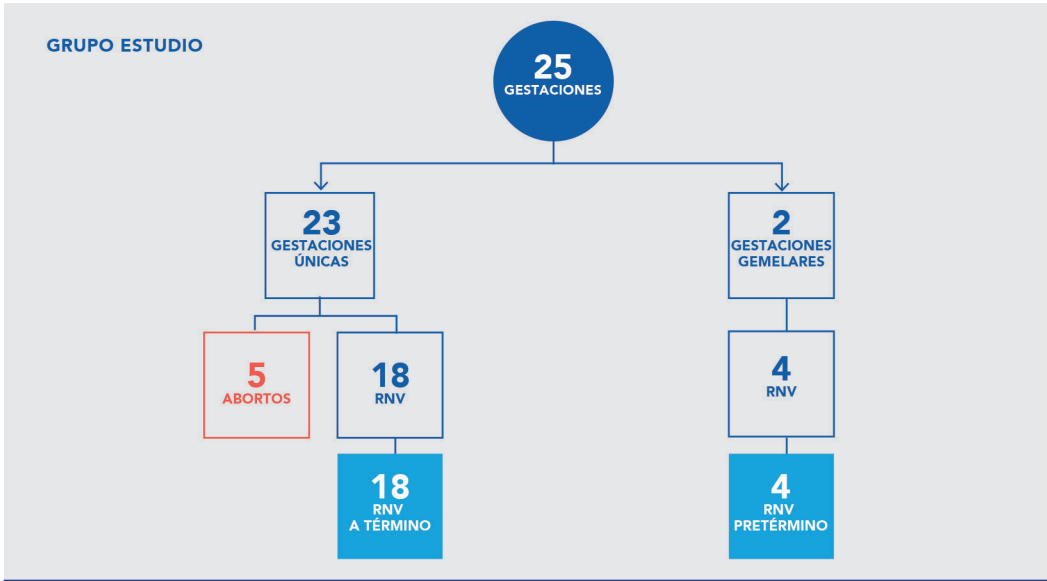 GRUPO ESTUDIO
25
GESTACIONES
23
GESTACIONES
ÚNICAS
2
GESTACIONES
GEMELARES
5
ABORTOS
18
RNV
4
RNV
18
RNV
A TÉRMINO
4
RNV
PRETÉRMINO